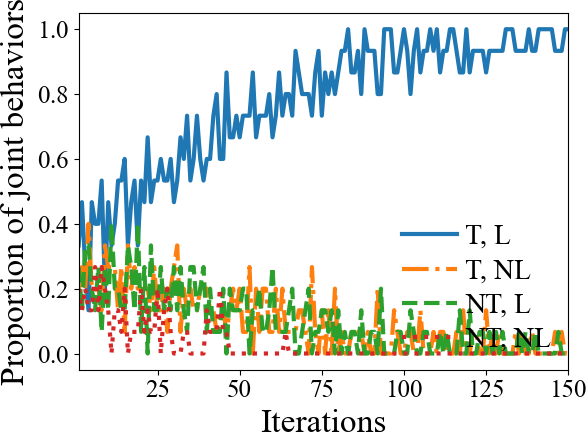 Proportion of joint behaviors
1.0
0.8
0.6
0.4
0.2
0.0
T, L
T, NL
NT, L
NT, NL
25
50
75
100
125
150
Iterations